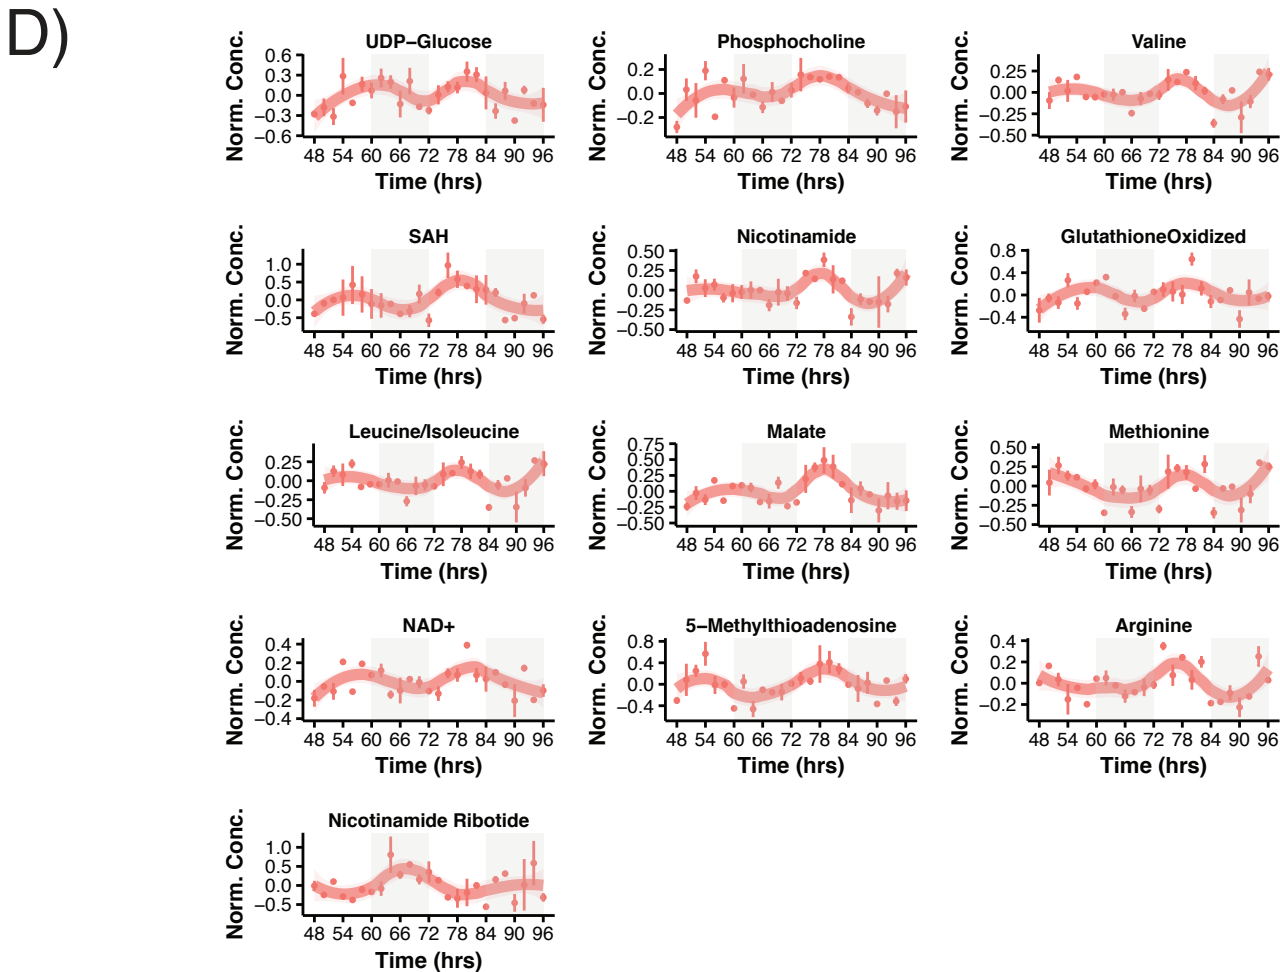 D)
UDP−Glucose
Norm. Conc.
0.6
0.3
0.0
−0.3
−0.6
48 54 60 66 72 78 84 90 96
Time (hrs)
Phosphocholine
Norm. Conc.
0.2
0.0
−0.2
48 54 60 66 72 78 84 90 96
Time (hrs)
Valine
Norm. Conc.
0.25
0.00
−0.25
−0.50
48 54 60 66 72 78 84 90 96
Time (hrs)
SAH
Norm. Conc.
1.0
0.5
0.0
−0.5
48 54 60 66 72 78 84 90 96
Time (hrs)
Nicotinamide
Norm. Conc.
0.50
0.25
0.00
−0.25
−0.50
48 54 60 66 72 78 84 90 96
Time (hrs)
GlutathioneOxidized
Norm. Conc.
0.8
0.4
0.0
−0.4
48 54 60 66 72 78 84 90 96
Time (hrs)
Leucine/Isoleucine
Norm. Conc.
0.25
0.00
−0.25
−0.50
48 54 60 66 72 78 84 90 96
Time (hrs)
Malate
Norm. Conc.
0.75
0.50
0.25
0.00
−0.25
−0.50
48 54 60 66 72 78 84 90 96
Time (hrs)
Methionine
Norm. Conc.
0.50
0.25
0.00
−0.25
−0.50
48 54 60 66 72 78 84 90 96
Time (hrs)
NAD+
Norm. Conc.
0.4
0.2
0.0
−0.2
−0.4
48 54 60 66 72 78 84 90 96
Time (hrs)
5−Methylthioadenosine
Norm. Conc.
0.8
0.4
0.0
−0.4
48 54 60 66 72 78 84 90 96
Time (hrs)
Arginine
Norm. Conc.
0.4
0.2
0.0
−0.2
48 54 60 66 72 78 84 90 96
Time (hrs)
Nicotinamide Ribotide
Norm. Conc.
1.0
0.5
0.0
−0.5
48 54 60 66 72 78 84 90 96
Time (hrs)